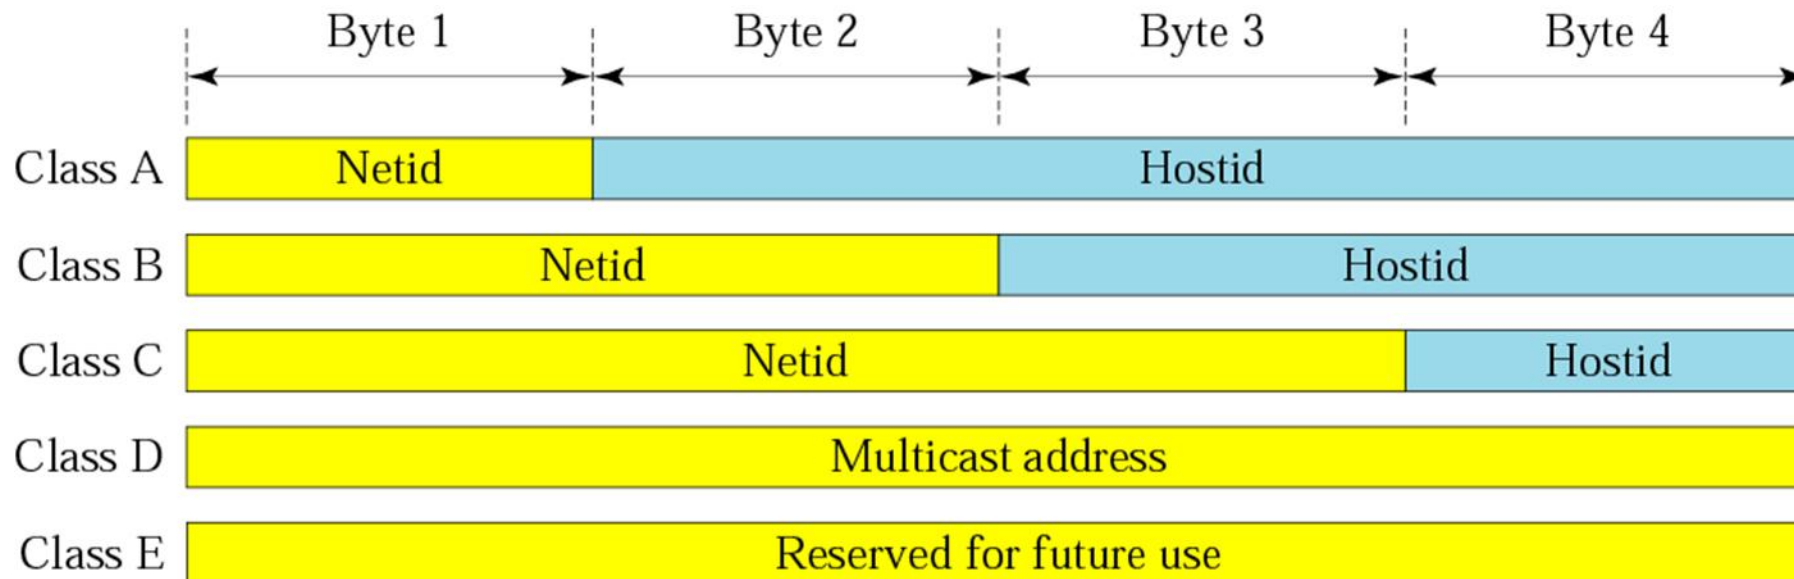 Byte 1 Byte 2 Byte 3 Byte 4
Class A Netid Hostid
Class B Netid Hostid
Class C Netid Hostid
Class D Multicast address
Class E Reserved for future use